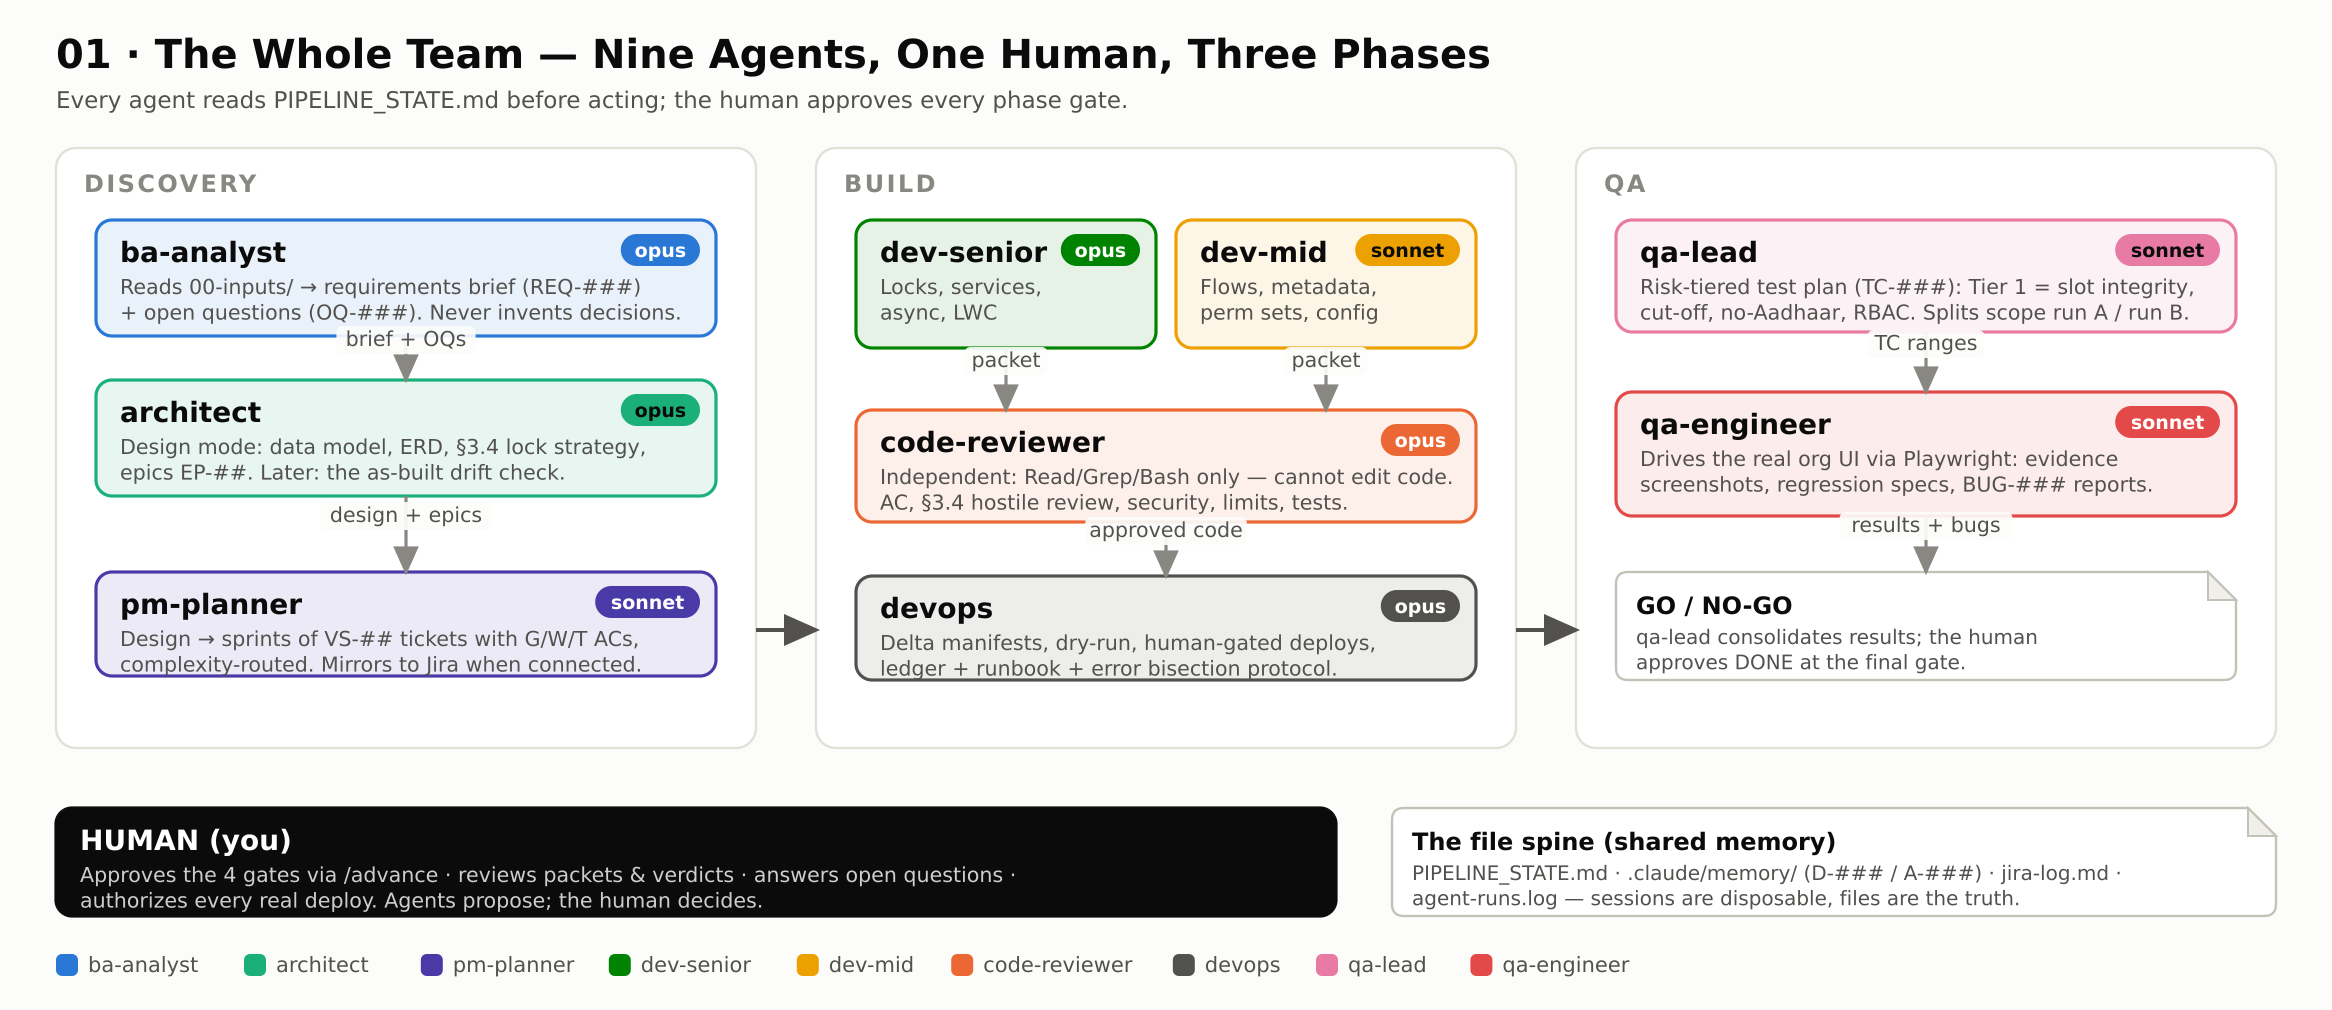 01 · The Whole Team — Nine Agents, One Human, Three Phases
Every agent reads PIPELINE_STATE.md before acting; the human approves every phase gate.
DISCOVERY
ba-analyst
opus
Reads 00-inputs/ → requirements brief (REQ-###)
+ open questions (OQ-###). Never invents decisions.
brief + OQs
architect
opus
Design mode: data model, ERD, §3.4 lock strategy,
epics EP-##. Later: the as-built drift check.
design + epics
pm-planner
sonnet
Design → sprints of VS-## tickets with G/W/T ACs,
complexity-routed. Mirrors to Jira when connected.
BUILD
dev-senior
opus
Locks, services,
async, LWC
packet
dev-mid
sonnet
Flows, metadata,
perm sets, config
packet
code-reviewer
opus
Independent: Read/Grep/Bash only — cannot edit code.
AC, §3.4 hostile review, security, limits, tests.
approved code
devops
opus
Delta manifests, dry-run, human-gated deploys,
ledger + runbook + error bisection protocol.
QA
qa-lead
sonnet
Risk-tiered test plan (TC-###): Tier 1 = slot integrity,
cut-off, no-Aadhaar, RBAC. Splits scope run A / run B.
TC ranges
qa-engineer
sonnet
Drives the real org UI via Playwright: evidence
screenshots, regression specs, BUG-### reports.
results + bugs
GO / NO-GO
qa-lead consolidates results; the human
approves DONE at the final gate.
HUMAN (you)
Approves the 4 gates via /advance · reviews packets & verdicts · answers open questions ·
authorizes every real deploy. Agents propose; the human decides.
The file spine (shared memory)
PIPELINE_STATE.md · .claude/memory/ (D-### / A-###) · jira-log.md ·
agent-runs.log — sessions are disposable, files are the truth.
ba-analyst
architect
pm-planner
dev-senior
dev-mid
code-reviewer
devops
qa-lead
qa-engineer